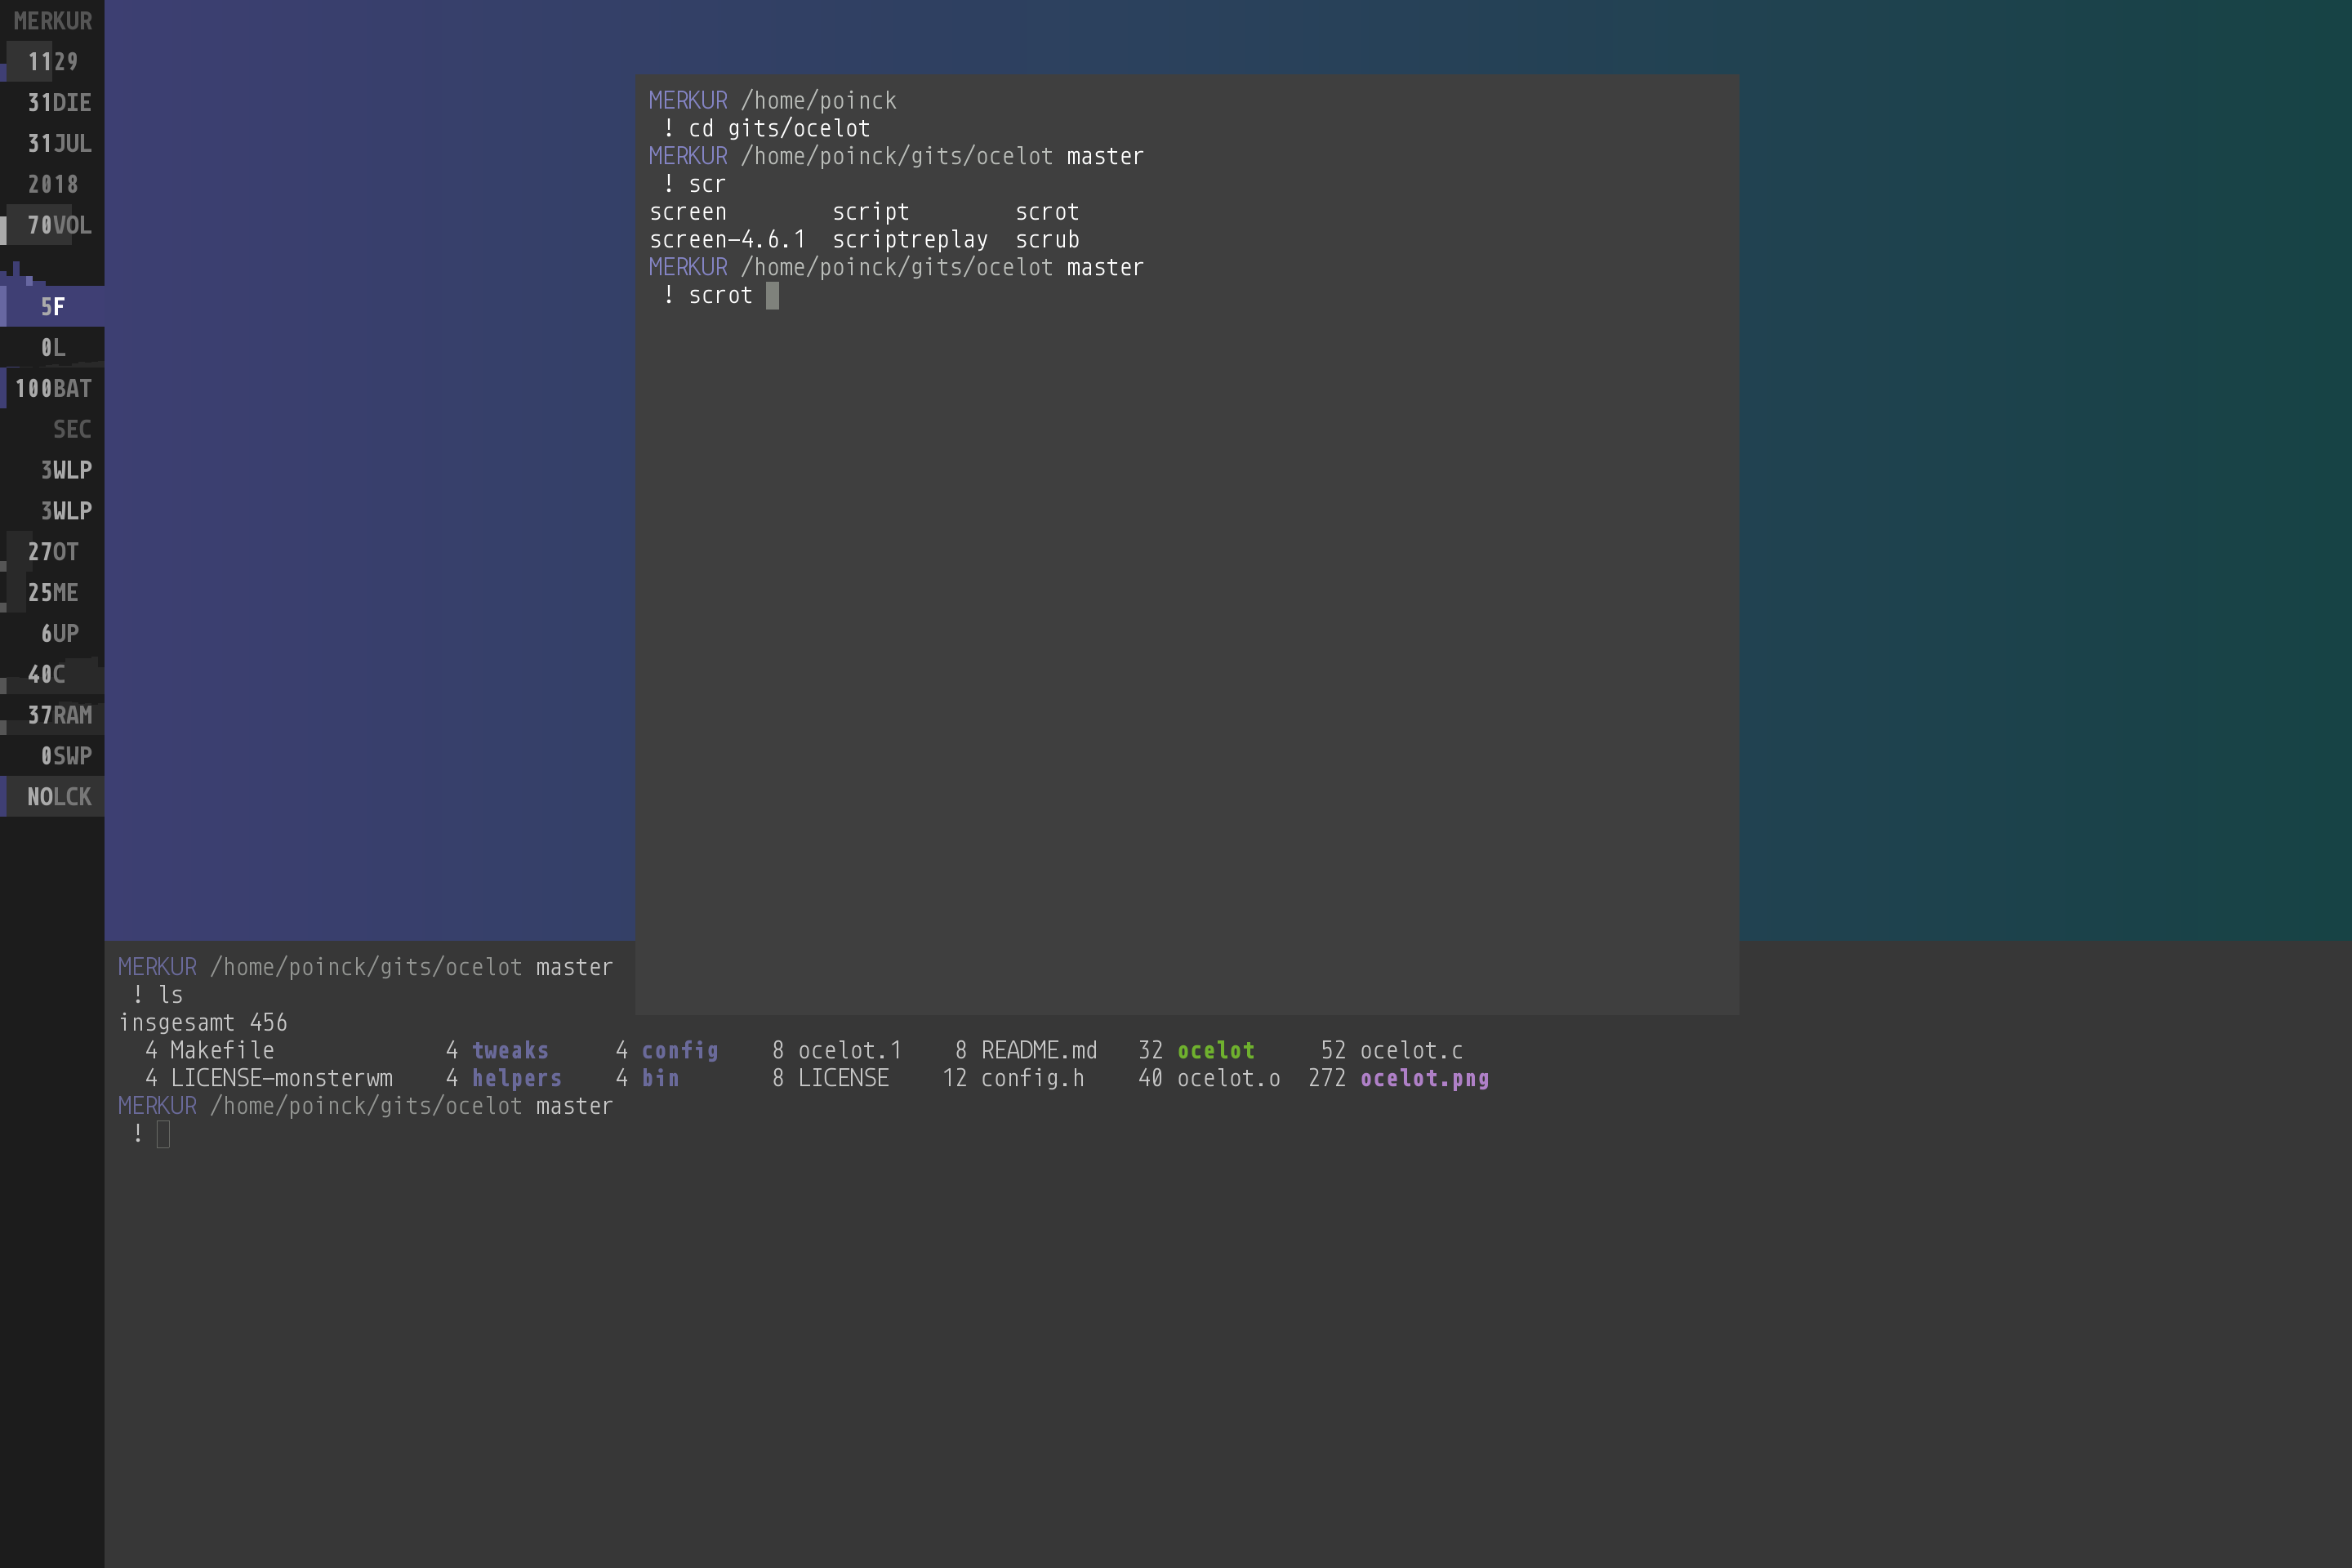 MERKUR
1129
31DIE
31JUL
2018
70VOL
5F
0L
100BAT
SEC
3WLP
3WLP
27OT
25ME
6UP
40C
37RAM
0SWP
NOLCK
MERKUR /home/poinck
! cd gits/ocelot
MERKUR /home/poinck/gits/ocelot master
! scr
screen script scrot
screen-4.6.1 scriptreplay scrub
MERKUR /home/poinck/gits/ocelot master
! scrot
MERKUR /home/poinck/gits/ocelot master
! ls
insgesamt 456
4 Makefile 4 tweaks 4 config 8 ocelot.1 8 README.md 32 ocelot 52 ocelot.c
4 LICENSE-monsterwm 4 helpers 4 bin 8 LICENSE 12 config.h 40 ocelot.o 272 ocelot.png
MERKUR /home/poinck/gits/ocelot master
!